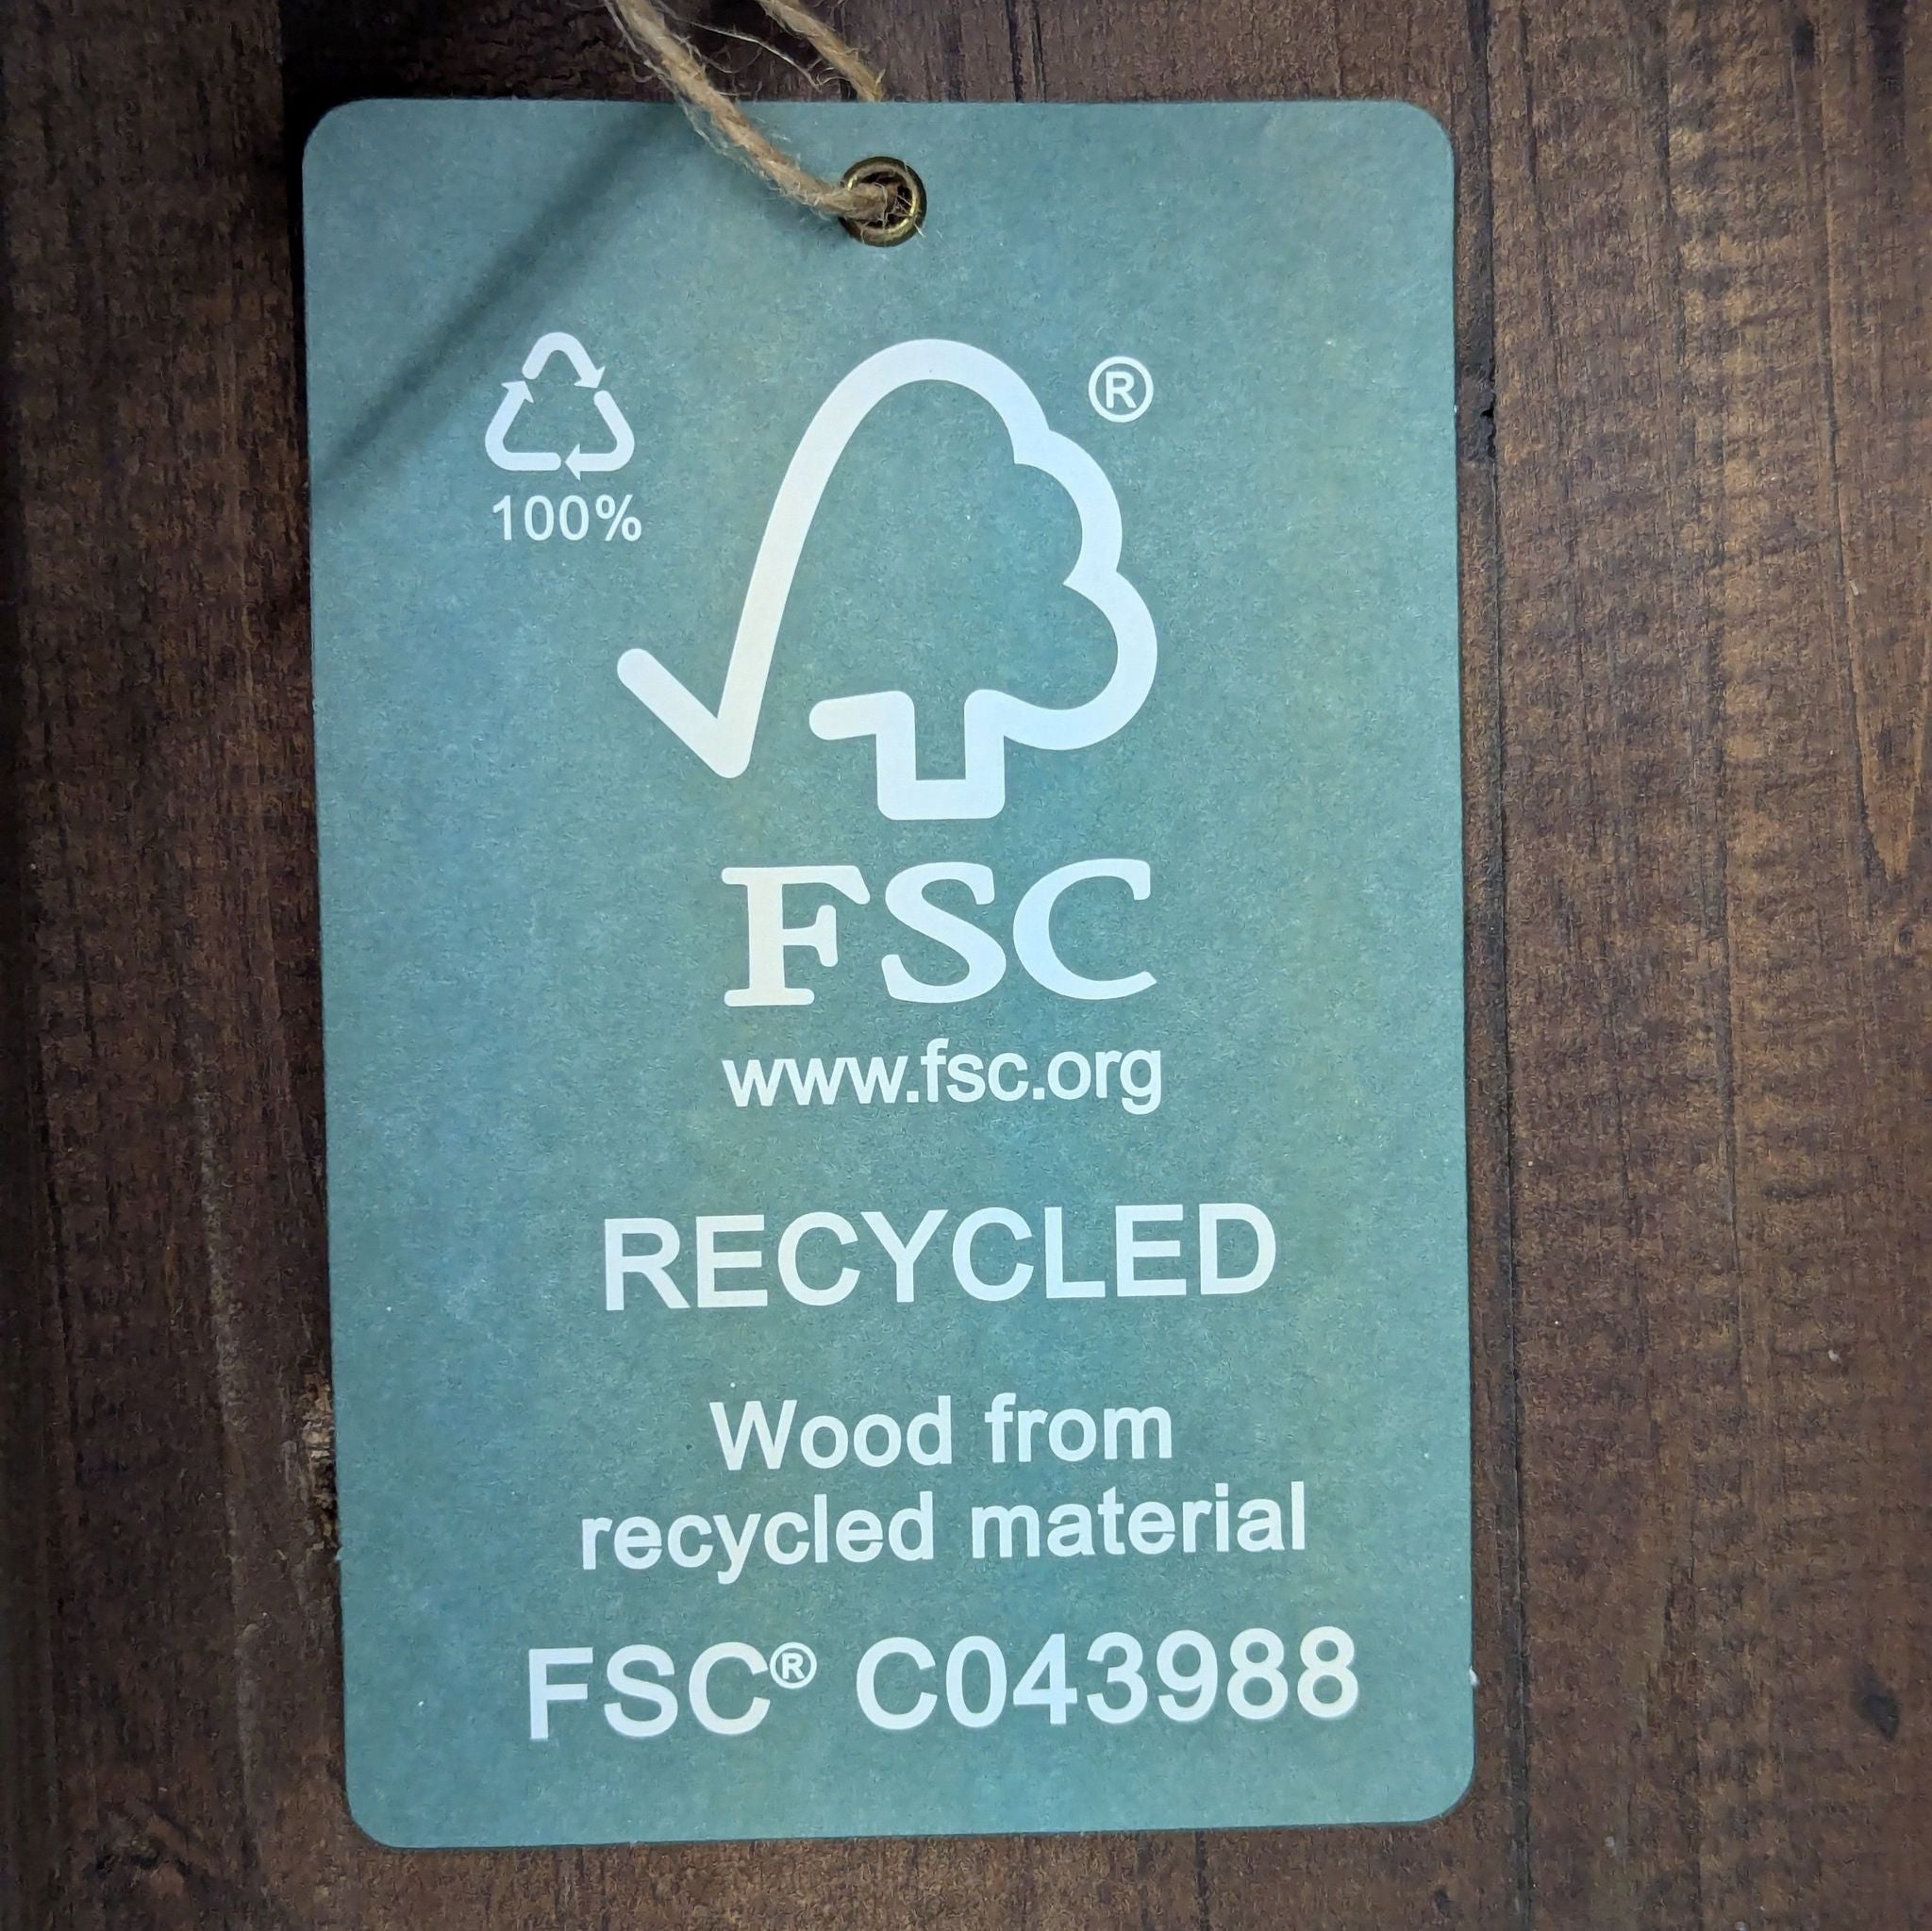 ®
100%
FSC
www.fsc.org
RECYCLED
Wood from
recycled material
FSC® C043988